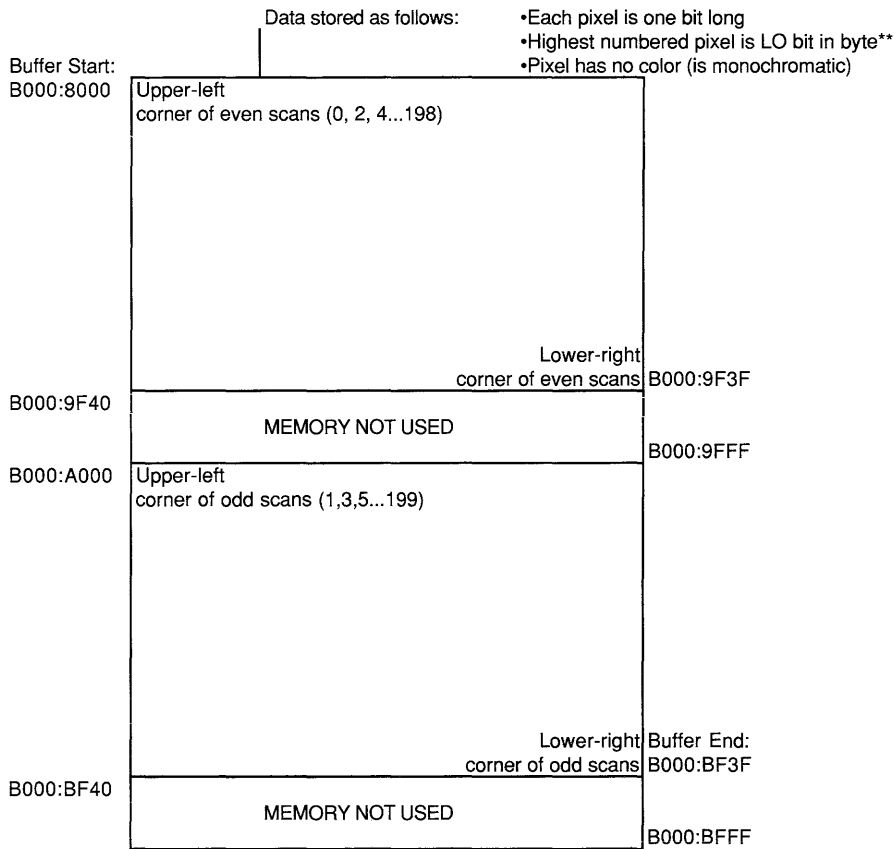 Data stored as follows:
•Each pixel is one bit long
•Highest numbered pixel is LO bit in byte**
•Pixel has no color (is monochromatic)
Buffer Start:
B000:8000
Upper-left
corner of even scans (0, 2, 4...198)
Lower-right
corner of even scans
B000:9F3F
B000:9F40
MEMORY NOT USED
B000:9FFF
B000:A000
Upper-left
corner of odd scans (1,3,5...199)
Lower-right
corner of odd scans
Buffer End:
B000:BF3F
B000:BF40
MEMORY NOT USED
B000:BFFF